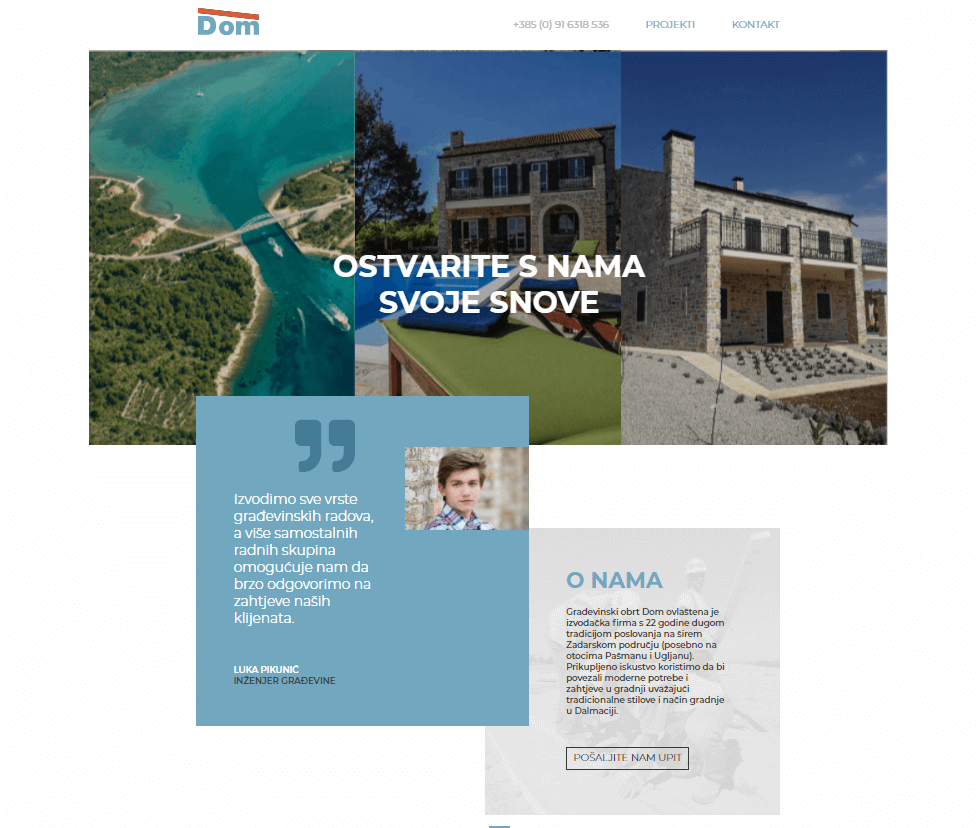 Dom
+385 (0) 91 6318 536
PROJEKTI
KONTAKT
OSTVARITE S NAMA
SVOJE SNOVE
Izvodimo sve vrste
građevinskih radova,
a više samostalnih
radnih skupina
omogućuje nam da
brzo odgovorimo na
zahtjeve naših
klijenata.
LUKA PIKUNIĆ
INŽENJER GRAĐEVINE
O NAMA
Građevinski obrt Dom ovlaštena je
izvođačka firma s 22 godine dugom
tradicijom poslovanja na širem
Zadarskom području (posebno na
otocima Pašmanu i Ugljanu).
Prikupljeno iskustvo koristimo da bi
povezali moderne potrebe i
zahtjeve u gradnji uvažajući
tradicionalne stilove i način gradnje
u Dalmaciji.
POŠALJITE NAM UPIT